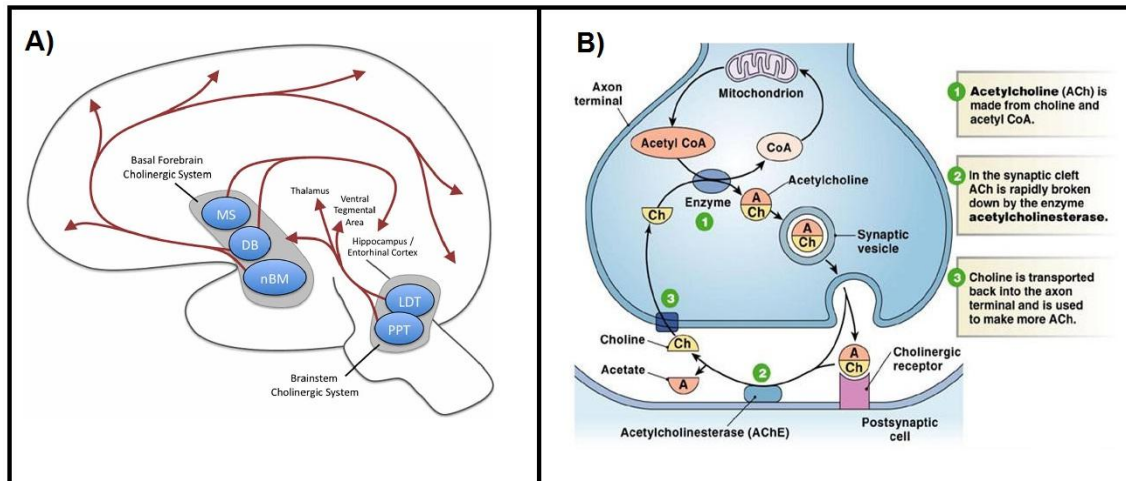 A)
Basal Forebrain
Cholinergic System
MS
DB
nBM
Thalamus
Ventral
Tegmental
Area
Hippocampus /
Entorhinal Cortex
LDT
PPT
Brainstem
Cholinergic System
B)
Axon
terminal
Mitochondrion
Acetyl CoA
CoA
Enzyme
1
Acetylcholine
A
Ch
Ch
A
Ch
Synaptic
vesicle
3
Choline
Ch
Acetate
A
2
Acetylcholinesterase (AChE)
A
Ch
Cholinergic
receptor
Postsynaptic
cell
1 Acetylcholine (ACh) is
made from choline and
acetyl CoA.
2 In the synaptic cleft
ACh is rapidly broken
down by the enzyme
acetylcholinesterase.
3 Choline is transported
back into the axon
terminal and is used
to make more ACh.